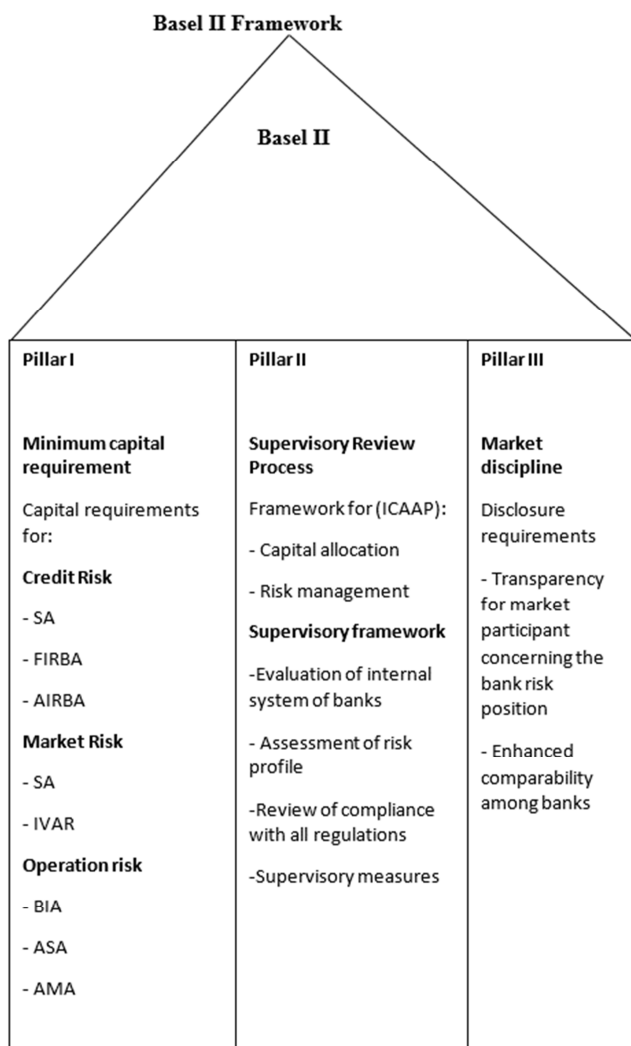 Basel II Framework
Basel II
Pillar I
Minimum capital
requirement
Capital requirements
for:
Credit Risk
- SA
- FIRBA
- AIRBA
Market Risk
- SA
- IVAR
Operation risk
- BIA
- ASA
- AMA
Pillar II
Supervisory Review
Process
Framework for (ICAAP):
- Capital allocation
- Risk management
Supervisory framework
-Evaluation of internal
system of banks
- Assessment of risk
profile
-Review of compliance
with all regulations
-Supervisory measures
Pillar III
Market
discipline
Disclosure
requirements
- Transparency
for market
participant
concerning the
bank risk
position
- Enhanced
comparability
among banks